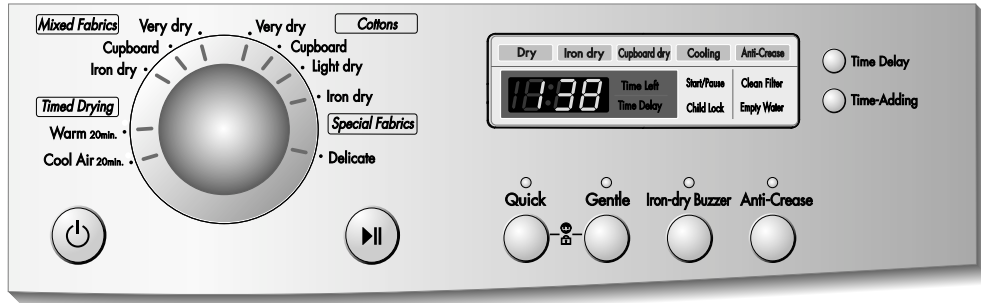 Mixed Fabrics
Very dry
Cupboard
Iron dry
Timed Drying
Warm 20min.
Cool Air 20min.
Cottons
Very dry
Cupboard
Light dry
Iron dry
Special Fabrics
Delicate
Dry Iron dry Cupboard dry Cooling Anti-Crease
1:38
Time Left Start/Pause Clean Filter
Time Delay Child Lock Empty Water
Time Delay
Time-Adding
Quick Gentle Iron-dry Buzzer Anti-Crease